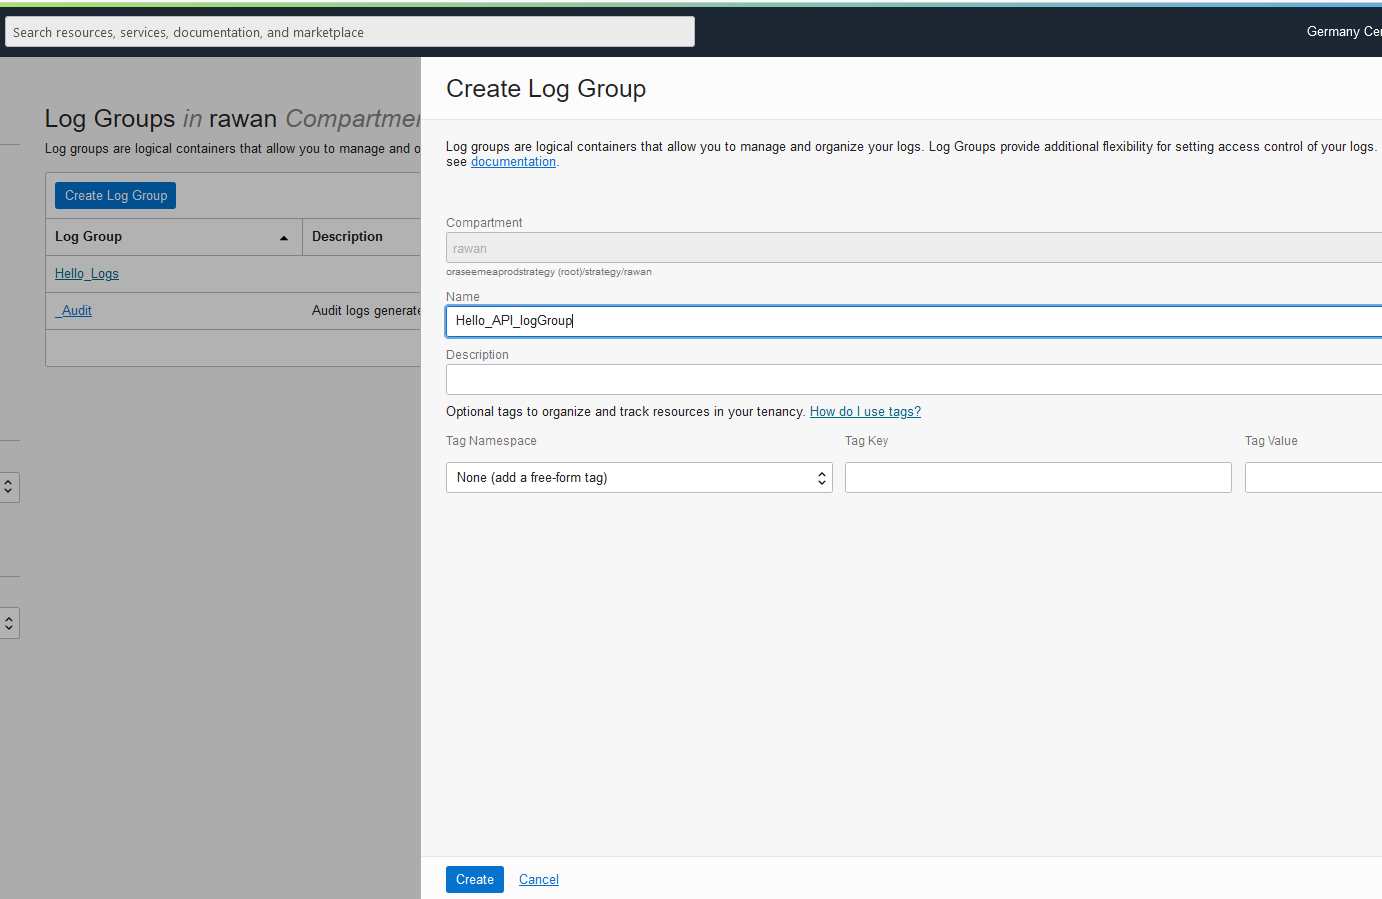 Search resources, services, documentation, and marketplace
Germany Cer
Log Groups in rawan Compartmen
Log groups are logical containers that allow you to manage and o
Create Log Group
Log Group Description
Hello_Logs
_Audit Audit logs generate
Create Log Group
Log groups are logical containers that allow you to manage and organize your logs. Log Groups provide additional flexibility for setting access control of your logs.
see documentation.
Compartment
rawan
oraseemeaprodstrategy (root)/strategy/rawan
Name
Hello_API_logGroup
Description
Optional tags to organize and track resources in your tenancy. How do I use tags?
Tag Namespace Tag Key Tag Value
None (add a free-form tag)
Create Cancel